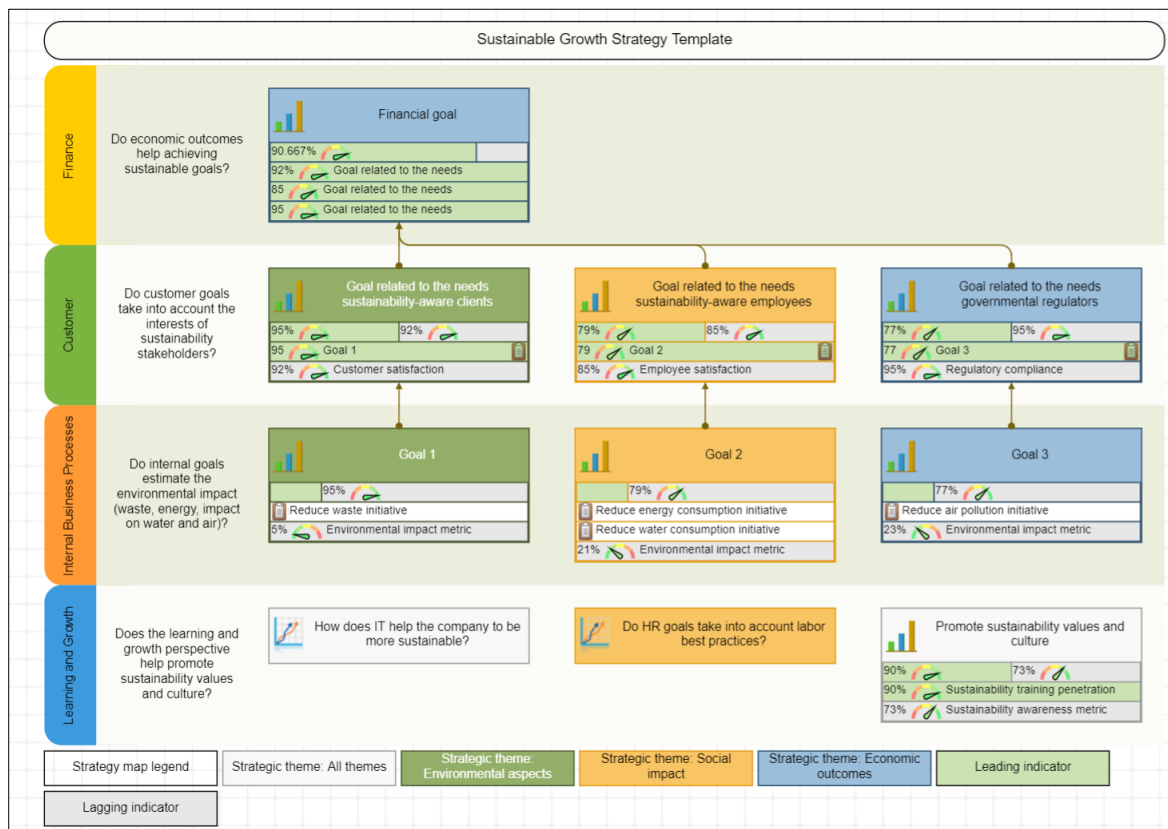 Sustainable Growth Strategy Template
Finance
Do economic outcomes
help achieving
sustainable goals?
Financial goal
90.667%
92% Goal related to the needs
85 Goal related to the needs
95 Goal related to the needs
Customer
Do customer goals
take into account the
interests of
sustainability
stakeholders?
Goal related to the needs
sustainability-aware clients
95% 92%
95 Goal 1
92% Customer satisfaction
Goal related to the needs
sustainability-aware employees
79% 85%
79 Goal 2
85% Employee satisfaction
Goal related to the needs
governmental regulators
77% 95%
77 Goal 3
95% Regulatory compliance
Internal Business Processes
Do internal goals
estimate the
environmental impact
(waste, energy, impact
on water and air)?
Goal 1
95%
Reduce waste initiative
5% Environmental impact metric
Goal 2
79%
Reduce energy consumption initiative
Reduce water consumption initiative
21% Environmental impact metric
Goal 3
77%
Reduce air pollution initiative
23% Environmental impact metric
Learning and Growth
Does the learning and
growth perspective
help promote
sustainability values
and culture?
How does IT help the company to be
more sustainable?
Do HR goals take into account labor
best practices?
Promote sustainability values and
culture
90% 73%
90% Sustainability training penetration
73% Sustainability awareness metric
Strategy map legend
Strategic theme: All themes
Strategic theme:
Environmental aspects
Strategic theme: Social
impact
Strategic theme: Economic
outcomes
Leading indicator
Lagging indicator